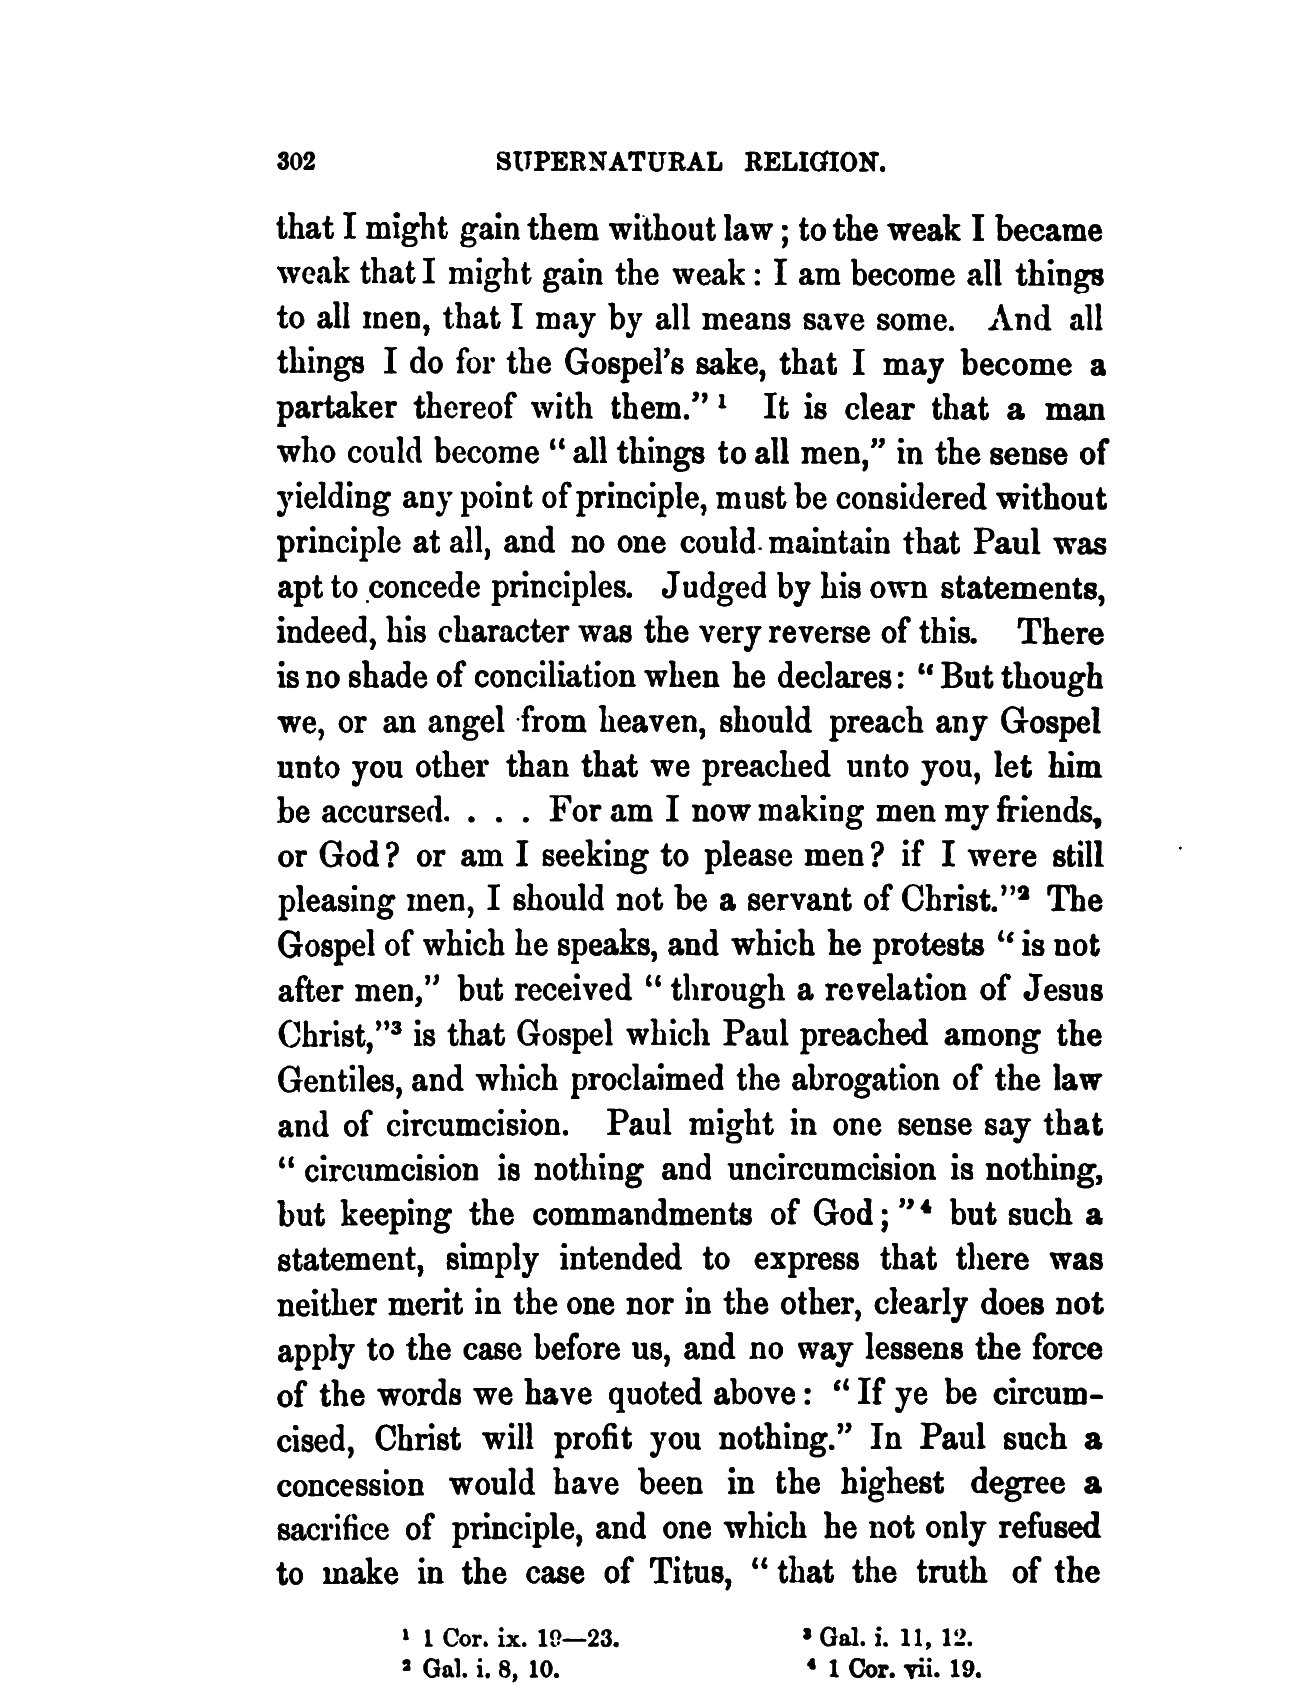 302 SUPERNATURAL RELIGION.
that I might gain them without law ; to the weak I became
weak that I might gain the weak : I am become all things
to all men, that I may by all means save some. And all
things I do for the Gospel's sake, that I may become a
partaker thereof with them." ¹ It is clear that a man
who could become " all things to all men," in the sense of
yielding any point of principle, must be considered without
principle at all, and no one could maintain that Paul was
apt to concede principles. Judged by his own statements,
indeed, his character was the very reverse of this. There
is no shade of conciliation when he declares : " But though
we, or an angel from heaven, should preach any Gospel
unto you other than that we preached unto you, let him
be accursed. . . . For am I now making men my friends,
or God ? or am I seeking to please men ? if I were still
pleasing men, I should not be a servant of Christ."² The
Gospel of which he speaks, and which he protests " is not
after men," but received " through a revelation of Jesus
Christ,"³ is that Gospel which Paul preached among the
Gentiles, and which proclaimed the abrogation of the law
and of circumcision. Paul might in one sense say that
" circumcision is nothing and uncircumcision is nothing,
but keeping the commandments of God ; "⁴ but such a
statement, simply intended to express that there was
neither merit in the one nor in the other, clearly does not
apply to the case before us, and no way lessens the force
of the words we have quoted above : " If ye be circum-
cised, Christ will profit you nothing." In Paul such a
concession would have been in the highest degree a
sacrifice of principle, and one which he not only refused
to make in the case of Titus, " that the truth of the
¹ 1 Cor. ix. 19—23. ³ Gal. i. 11, 12.
² Gal. i. 8, 10. ⁴ 1 Cor. vii. 19.